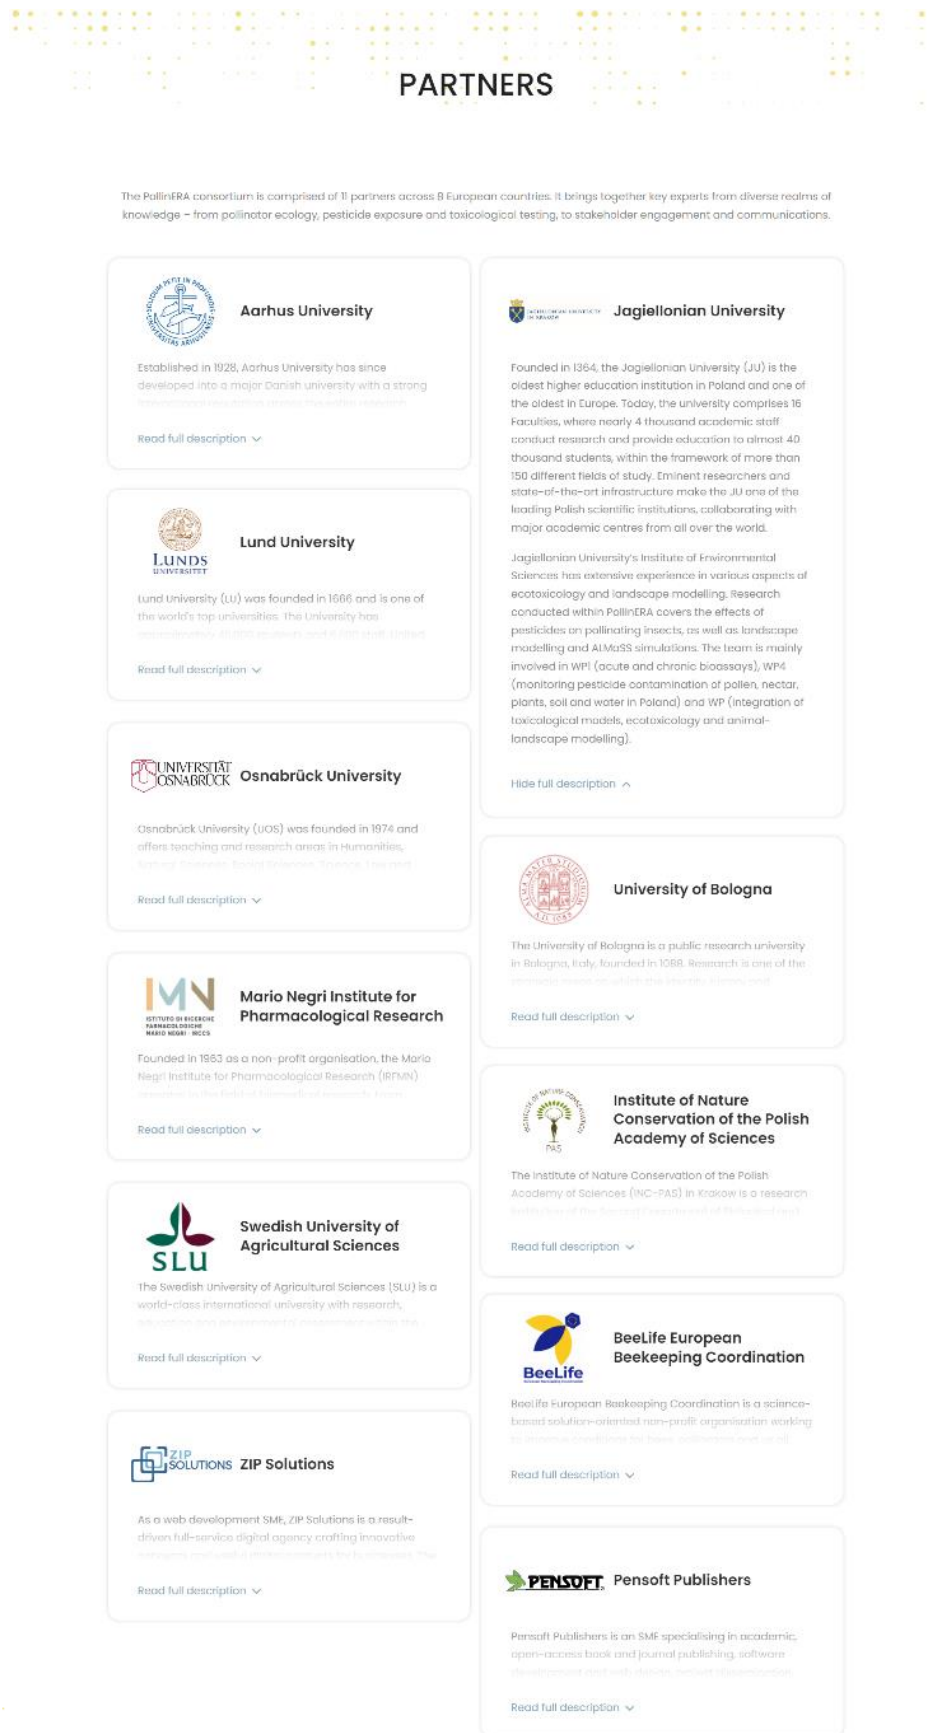 PARTNERS
The PollinERA consortium is comprised of 11 partners across 8 European countries. It brings together key experts from diverse realms of
knowledge – from pollinator ecology, pesticide exposure and toxicological testing, to stakeholder engagement and communications.
Aarhus University
Established in 1928, Aarhus University has since
developed into a major Danish university with a strong
Read full description
LUNDS
UNIVERSITET
Lund University
Lund University (LU) was founded in 1666 and is one of
the world's top universities. The University has
Read full description
UNIVERSITÄT
OSNABRÜCK
Osnabrück University
Osnabrück University (UOS) was founded in 1974 and
offers teaching and research areas in Humanities,
Read full description
IMN
ISTITUTO DI RICERCHE
FARMACOLOGICHE
MARIO NEGRI · IRCCS
Mario Negri Institute for
Pharmacological Research
Founded in 1963 as a non-profit organisation, the Mario
Negri Institute for Pharmacological Research (IRFMN)
Read full description
SLU
Swedish University of
Agricultural Sciences
The Swedish University of Agricultural Sciences (SLU) is a
world-class international university with research,
Read full description
ZIP
SOLUTIONS
ZIP Solutions
As a web development SME, ZIP Solutions is a result-
driven full-service digital agency crafting innovative
Read full description
JAGIELLONIAN UNIVERSITY
IN KRAKÓW
Jagiellonian University
Founded in 1364, the Jagiellonian University (JU) is the
oldest higher education institution in Poland and one of
the oldest in Europe. Today, the university comprises 16
Faculties, where nearly 4 thousand academic staff
conduct research and provide education to almost 40
thousand students, within the framework of more than
150 different fields of study. Eminent researchers and
state-of-the-art infrastructure make the JU one of the
leading Polish scientific institutions, collaborating with
major academic centres from all over the world.
Jagiellonian University's Institute of Environmental
Sciences has extensive experience in various aspects of
ecotoxicology and landscape modelling. Research
conducted within PollinERA covers the effects of
pesticides on pollinating insects, as well as landscape
modelling and ALMaSS simulations. The team is mainly
involved in WP1 (acute and chronic bioassays), WP4
(monitoring pesticide contamination of pollen, nectar,
plants, soil and water in Poland) and WP (integration of
toxicological models, ecotoxicology and animal-
landscape modelling).
Hide full description
University of Bologna
The University of Bologna is a public research university
in Bologna, Italy, founded in 1088. Research is one of the
Read full description
INSTITUTE OF NATURE CONSERVATION
PAS
Institute of Nature
Conservation of the Polish
Academy of Sciences
The Institute of Nature Conservation of the Polish
Academy of Sciences (INC-PAS) in Krakow is a research
Read full description
BeeLife
BeeLife European
Beekeeping Coordination
BeeLife European Beekeeping Coordination is a science-
based solution-oriented non-profit organisation working
Read full description
PENSOFT.
Pensoft Publishers
Pensoft Publishers is an SME specialising in academic,
open-access book and journal publishing, software
Read full description